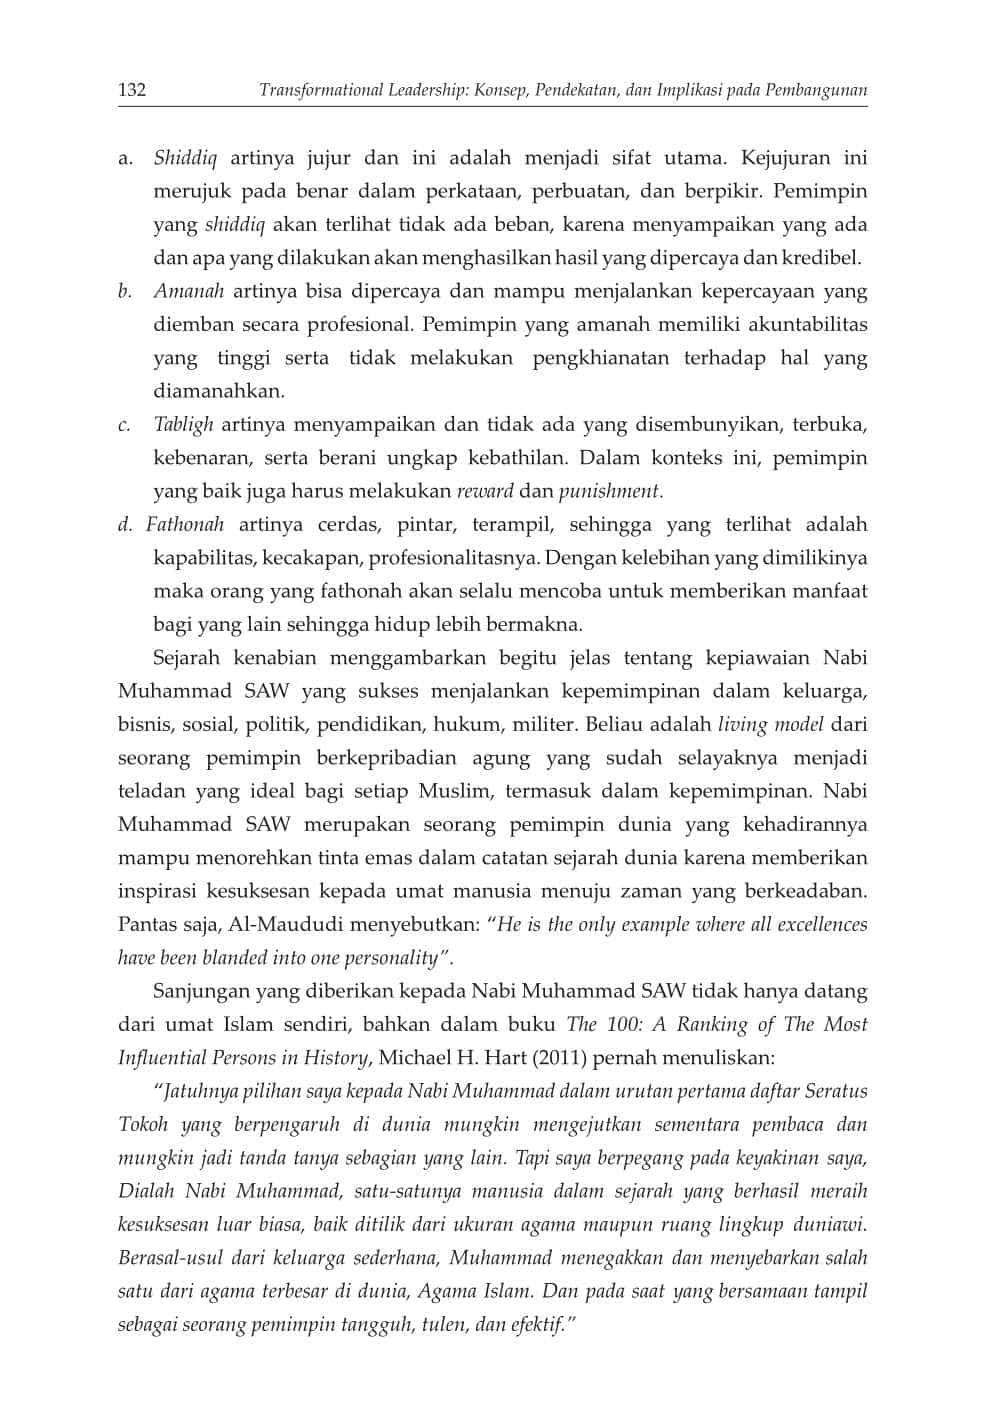 132 Transformational Leadership: Konsep, Pendekatan, dan Implikasi pada Pembangunan
a. Shiddiq artinya jujur dan ini adalah menjadi sifat utama. Kejujuran ini
merujuk pada benar dalam perkataan, perbuatan, dan berpikir. Pemimpin
yang shiddiq akan terlihat tidak ada beban, karena menyampaikan yang ada
dan apa yang dilakukan akan menghasilkan hasil yang dipercaya dan kredibel.
b. Amanah artinya bisa dipercaya dan mampu menjalankan kepercayaan yang
diemban secara profesional. Pemimpin yang amanah memiliki akuntabilitas
yang tinggi serta tidak melakukan pengkhianatan terhadap hal yang
diamanahkan.
c. Tabligh artinya menyampaikan dan tidak ada yang disembunyikan, terbuka,
kebenaran, serta berani ungkap kebathilan. Dalam konteks ini, pemimpin
yang baik juga harus melakukan reward dan punishment.
d. Fathonah artinya cerdas, pintar, terampil, sehingga yang terlihat adalah
kapabilitas, kecakapan, profesionalitasnya. Dengan kelebihan yang dimilikinya
maka orang yang fathonah akan selalu mencoba untuk memberikan manfaat
bagi yang lain sehingga hidup lebih bermakna.
Sejarah kenabian menggambarkan begitu jelas tentang kepiawaian Nabi
Muhammad SAW yang sukses menjalankan kepemimpinan dalam keluarga,
bisnis, sosial, politik, pendidikan, hukum, militer. Beliau adalah living model dari
seorang pemimpin berkepribadian agung yang sudah selayaknya menjadi
teladan yang ideal bagi setiap Muslim, termasuk dalam kepemimpinan. Nabi
Muhammad SAW merupakan seorang pemimpin dunia yang kehadirannya
mampu menorehkan tinta emas dalam catatan sejarah dunia karena memberikan
inspirasi kesuksesan kepada umat manusia menuju zaman yang berkeadaban.
Pantas saja, Al-Maududi menyebutkan: “He is the only example where all excellences
have been blanded into one personality”.
Sanjungan yang diberikan kepada Nabi Muhammad SAW tidak hanya datang
dari umat Islam sendiri, bahkan dalam buku The 100: A Ranking of The Most
Influential Persons in History, Michael H. Hart (2011) pernah menuliskan:
“Jatuhnya pilihan saya kepada Nabi Muhammad dalam urutan pertama daftar Seratus
Tokoh yang berpengaruh di dunia mungkin mengejutkan sementara pembaca dan
mungkin jadi tanda tanya sebagian yang lain. Tapi saya berpegang pada keyakinan saya,
Dialah Nabi Muhammad, satu-satunya manusia dalam sejarah yang berhasil meraih
kesuksesan luar biasa, baik ditilik dari ukuran agama maupun ruang lingkup duniawi.
Berasal-usul dari keluarga sederhana, Muhammad menegakkan dan menyebarkan salah
satu dari agama terbesar di dunia, Agama Islam. Dan pada saat yang bersamaan tampil
sebagai seorang pemimpin tangguh, tulen, dan efektif.”